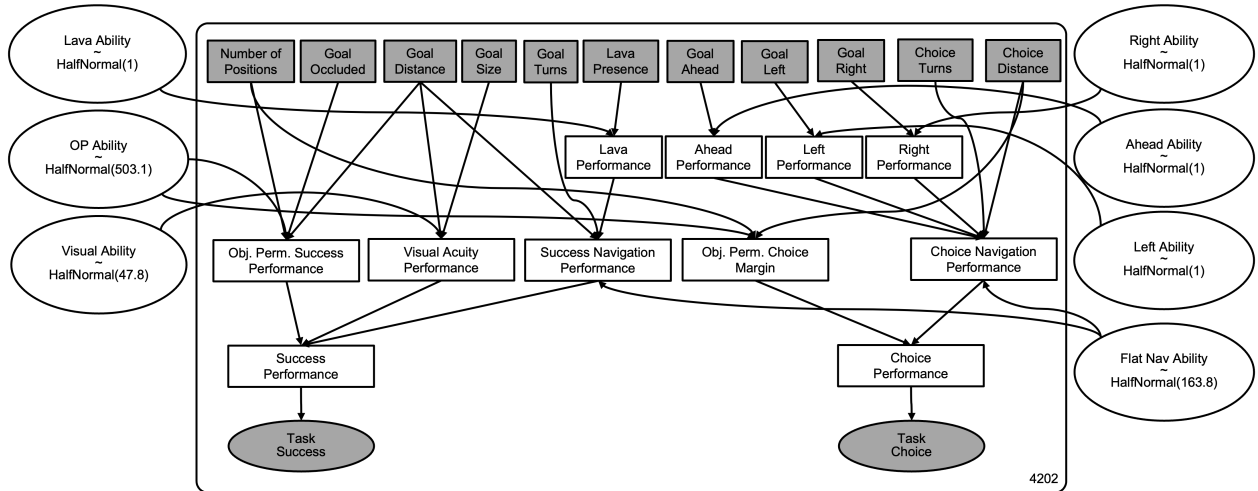 Lava Ability
~
HalfNormal(1)
OP Ability
~
HalfNormal(503.1)
Visual Ability
~
HalfNormal(47.8)
Number of
Positions
Goal
Occluded
Goal
Distance
Goal
Size
Goal
Turns
Lava
Presence
Goal
Ahead
Goal
Left
Goal
Right
Choice
Turns
Choice
Distance
Lava
Performance
Ahead
Performance
Left
Performance
Right
Performance
Obj. Perm. Success
Performance
Visual Acuity
Performance
Success Navigation
Performance
Obj. Perm. Choice
Margin
Choice Navigation
Performance
Success
Performance
Choice
Performance
Task
Success
Task
Choice
4202
Right Ability
~
HalfNormal(1)
Ahead Ability
~
HalfNormal(1)
Left Ability
~
HalfNormal(1)
Flat Nav Ability
~
HalfNormal(163.8)